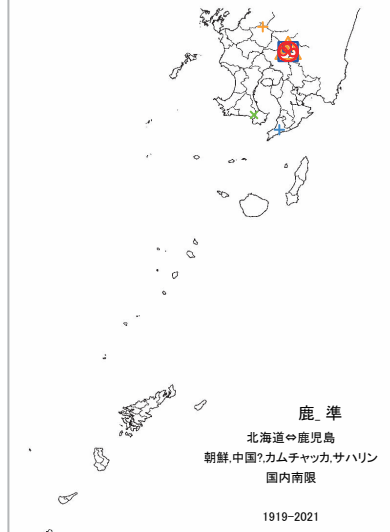 99
鹿_ 準
北海道⇔鹿児島
朝鮮,中国?,カムチャッカ,サハリン
国内南限
1919-2021